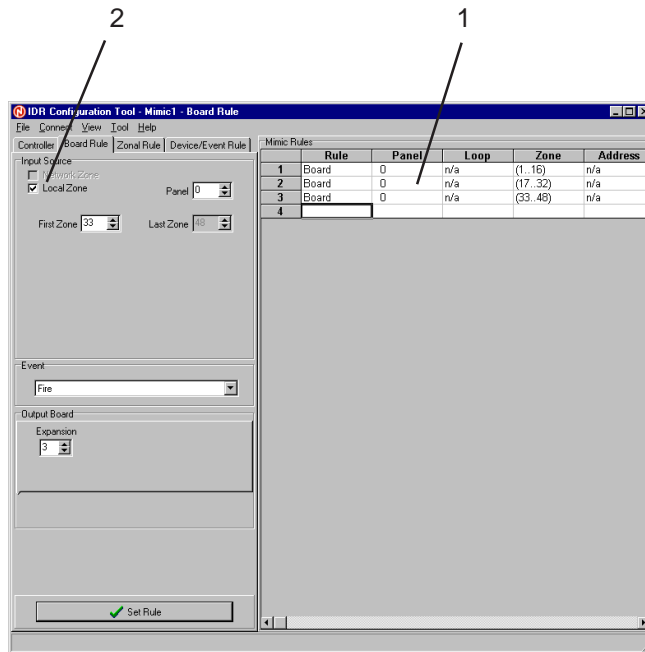 2
1
IDR Configuration Tool - Mimic1 - Board Rule
File Connect View Tool Help
Controller Board Rule Zonal Rule Device/Event Rule
Input Source
Network Zone
Local Zone
Panel 0
First Zone 33 Last Zone 48
Event
Fire
Output Board
Expansion
3
Set Rule
Mimic Rules
Rule Panel Loop Zone Address
1 Board 0 n/a (1..16) n/a
2 Board 0 n/a (17..32) n/a
3 Board 0 n/a (33..48) n/a
4